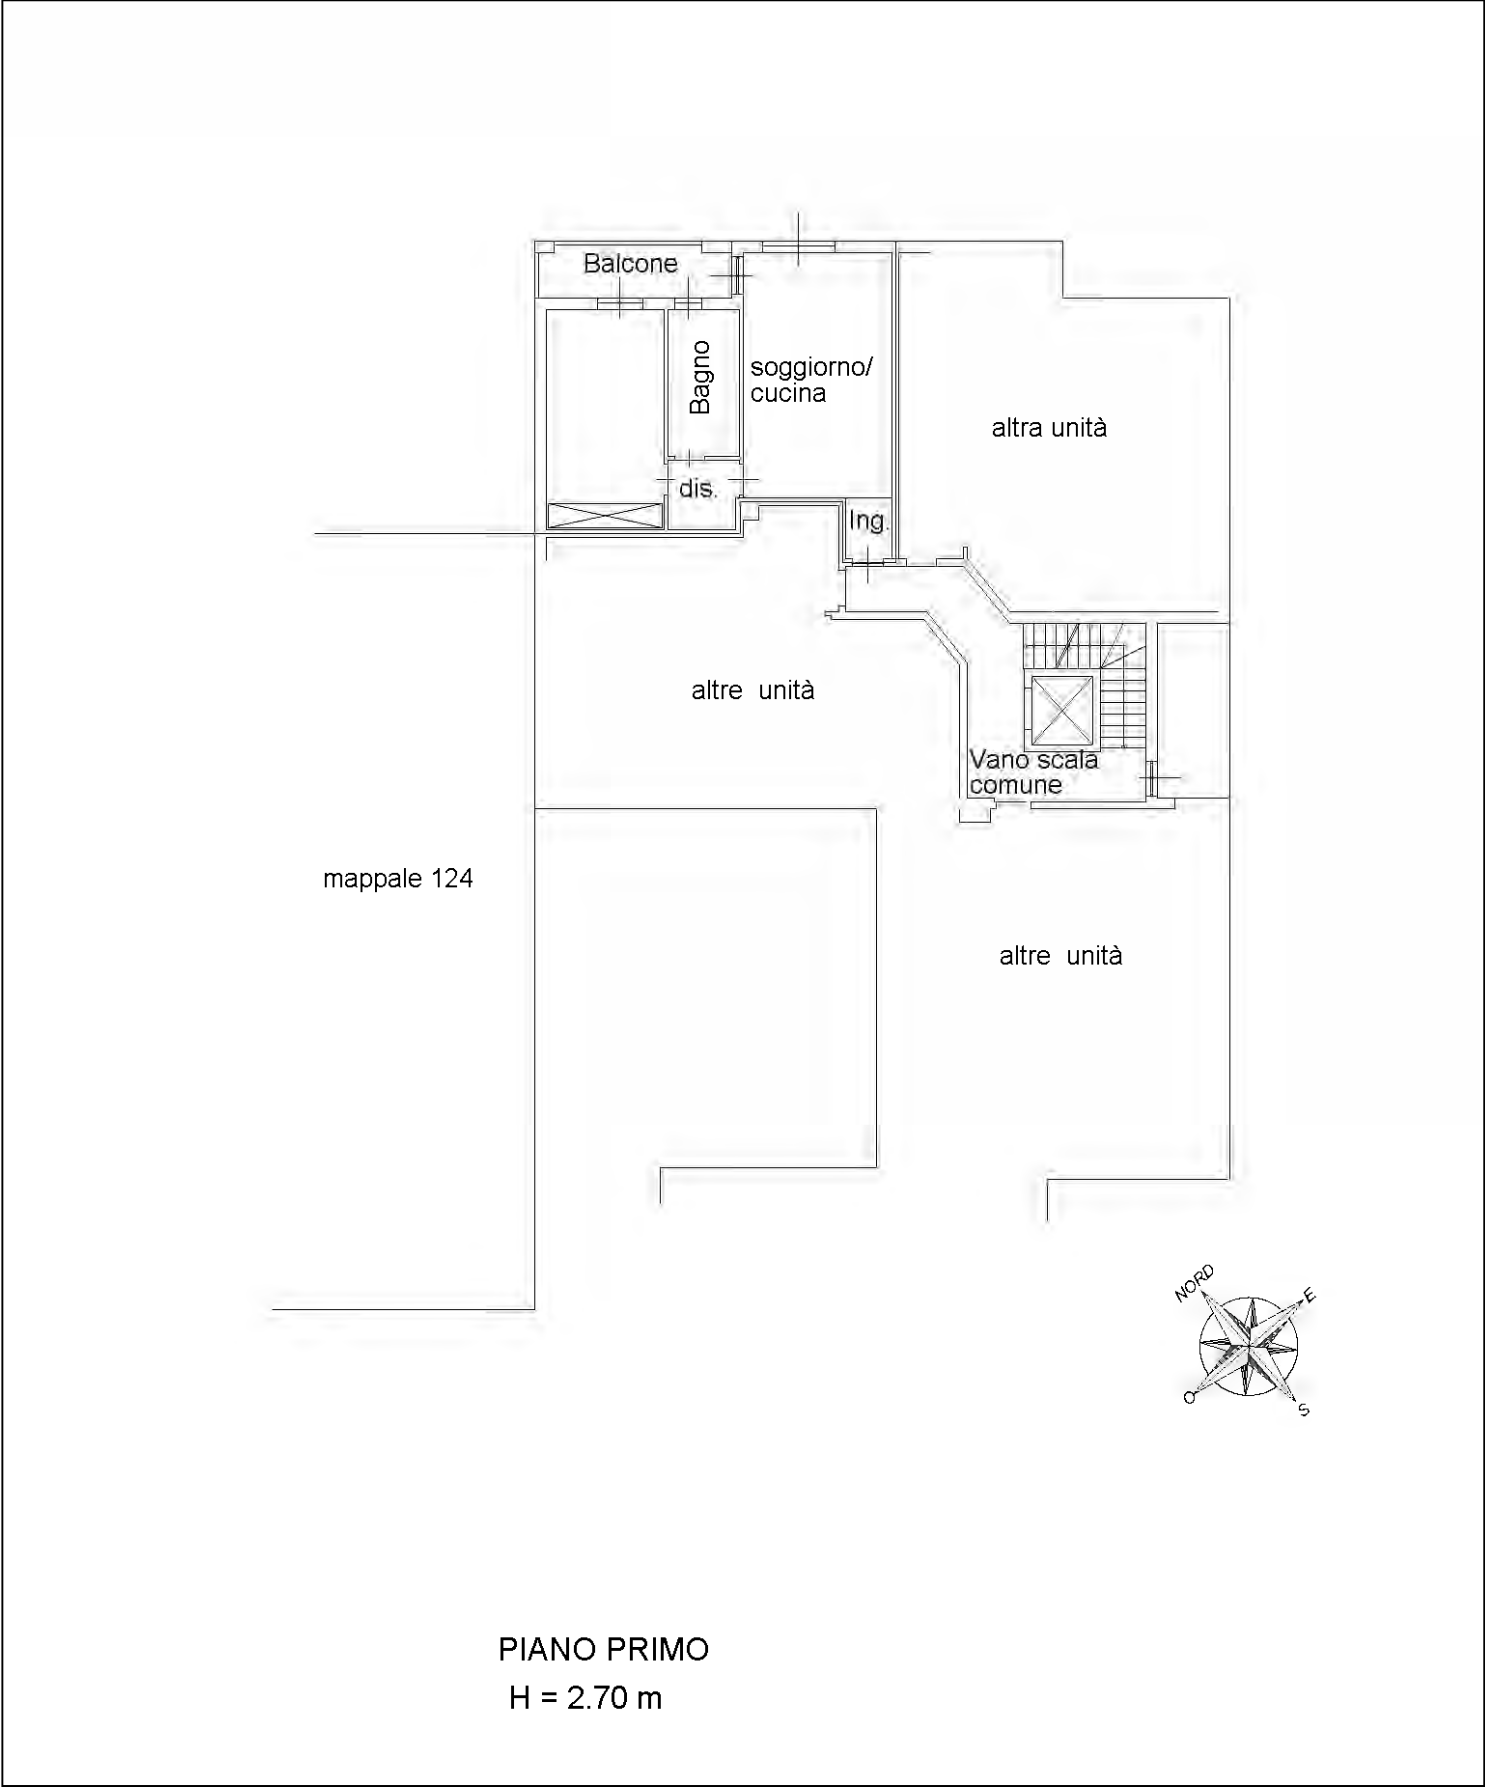 Balcone
Bagno
soggiorno/
cucina
altra unità
dis.
Ing.
altre unità
Vano scala
comune
mappale 124
altre unità
NORD
E
O
S
PIANO PRIMO
H = 2.70 m